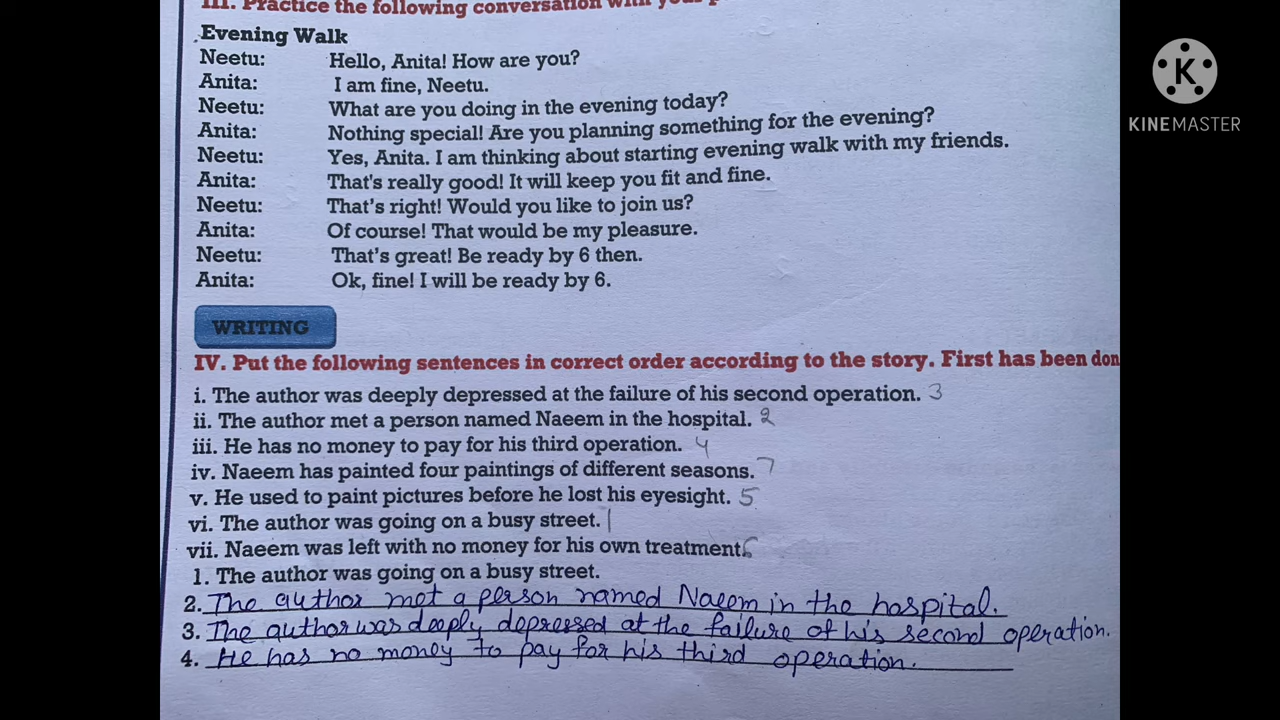 III. Practice the following conversation with your p
Evening Walk
Neetu: Hello, Anita! How are you?
Anita: I am fine, Neetu.
Neetu: What are you doing in the evening today?
Anita: Nothing special! Are you planning something for the evening?
Neetu: Yes, Anita. I am thinking about starting evening walk with my friends.
Anita: That's really good! It will keep you fit and fine.
Neetu: That's right! Would you like to join us?
Anita: Of course! That would be my pleasure.
Neetu: That's great! Be ready by 6 then.
Anita: Ok, fine! I will be ready by 6.
WRITING
IV. Put the following sentences in correct order according to the story. First has been don
i. The author was deeply depressed at the failure of his second operation. 3
ii. The author met a person named Naeem in the hospital. 2
iii. He has no money to pay for his third operation. 4
iv. Naeem has painted four paintings of different seasons. 7
v. He used to paint pictures before he lost his eyesight. 5
vi. The author was going on a busy street. 1
vii. Naeem was left with no money for his own treatment. 6
1. The author was going on a busy street.
2. The author met a person named Naeem in the hospital.
3. The author was deeply depressed at the failure of his second operation.
4. He has no money to pay for his third operation.
K
KINEMASTER